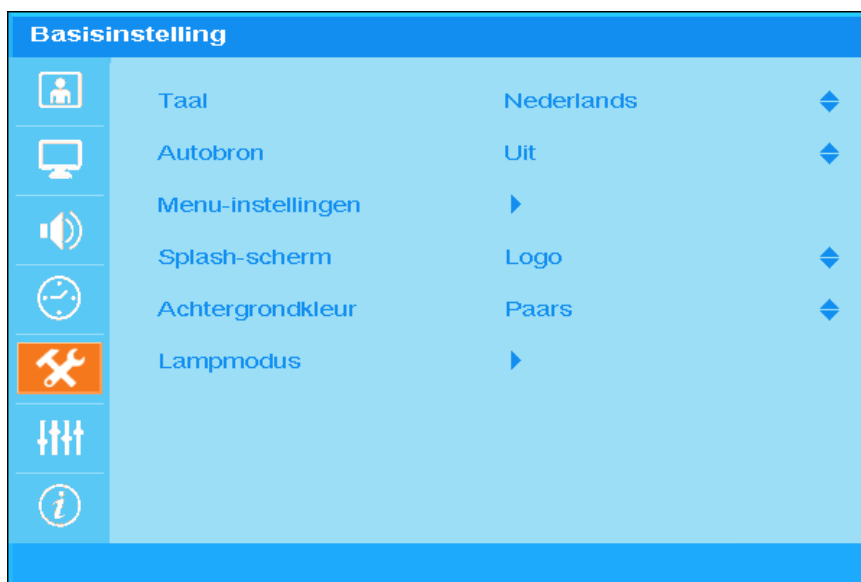 Basisinstelling
Taal Nederlands
Autobron Uit
Menu-instellingen
Splash-scherm Logo
Achtergrondkleur Paars
Lampmodus